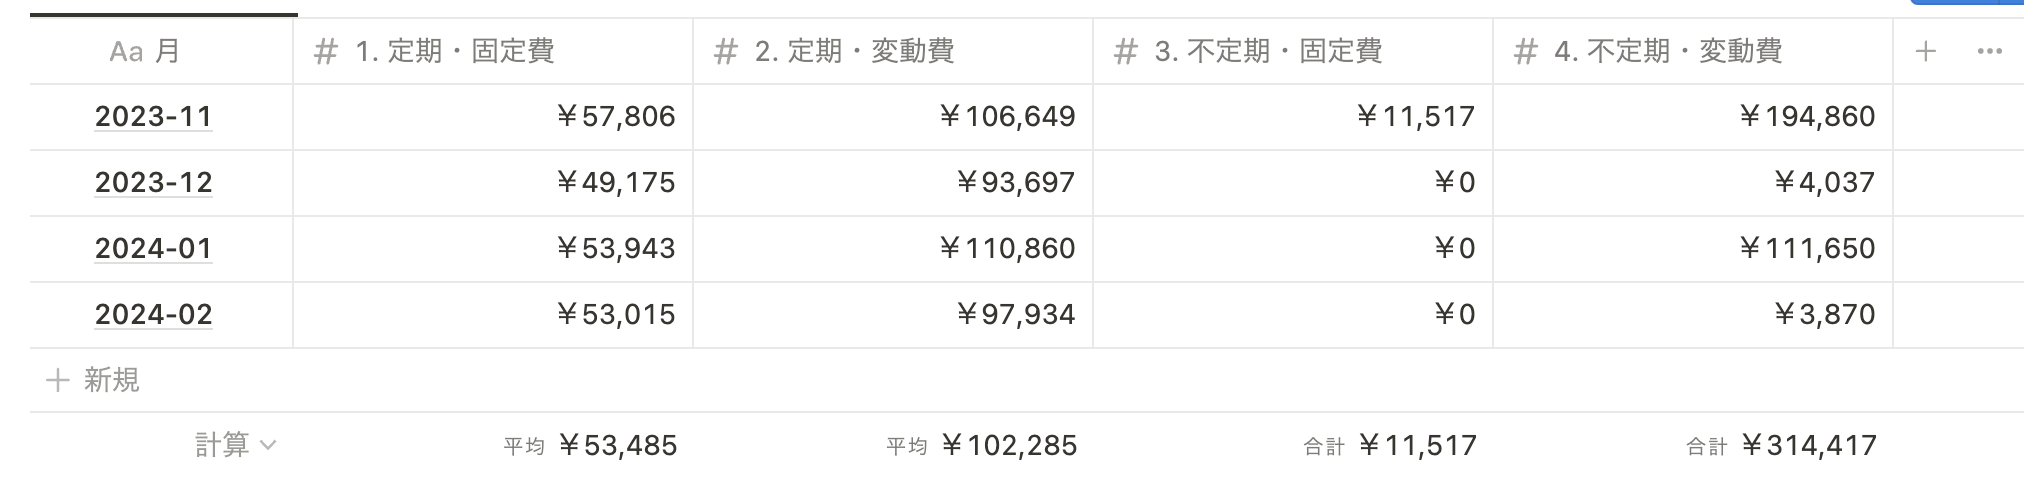 Aa 月 # 1. 定期・固定費 # 2. 定期・変動費 # 3. 不定期・固定費 # 4. 不定期・変動費 + •••
2023-11 ¥57,806 ¥106,649 ¥11,517 ¥194,860
2023-12 ¥49,175 ¥93,697 ¥0 ¥4,037
2024-01 ¥53,943 ¥110,860 ¥0 ¥111,650
2024-02 ¥53,015 ¥97,934 ¥0 ¥3,870
+ 新規
計算 平均 ¥53,485 平均 ¥102,285 合計 ¥11,517 合計 ¥314,417